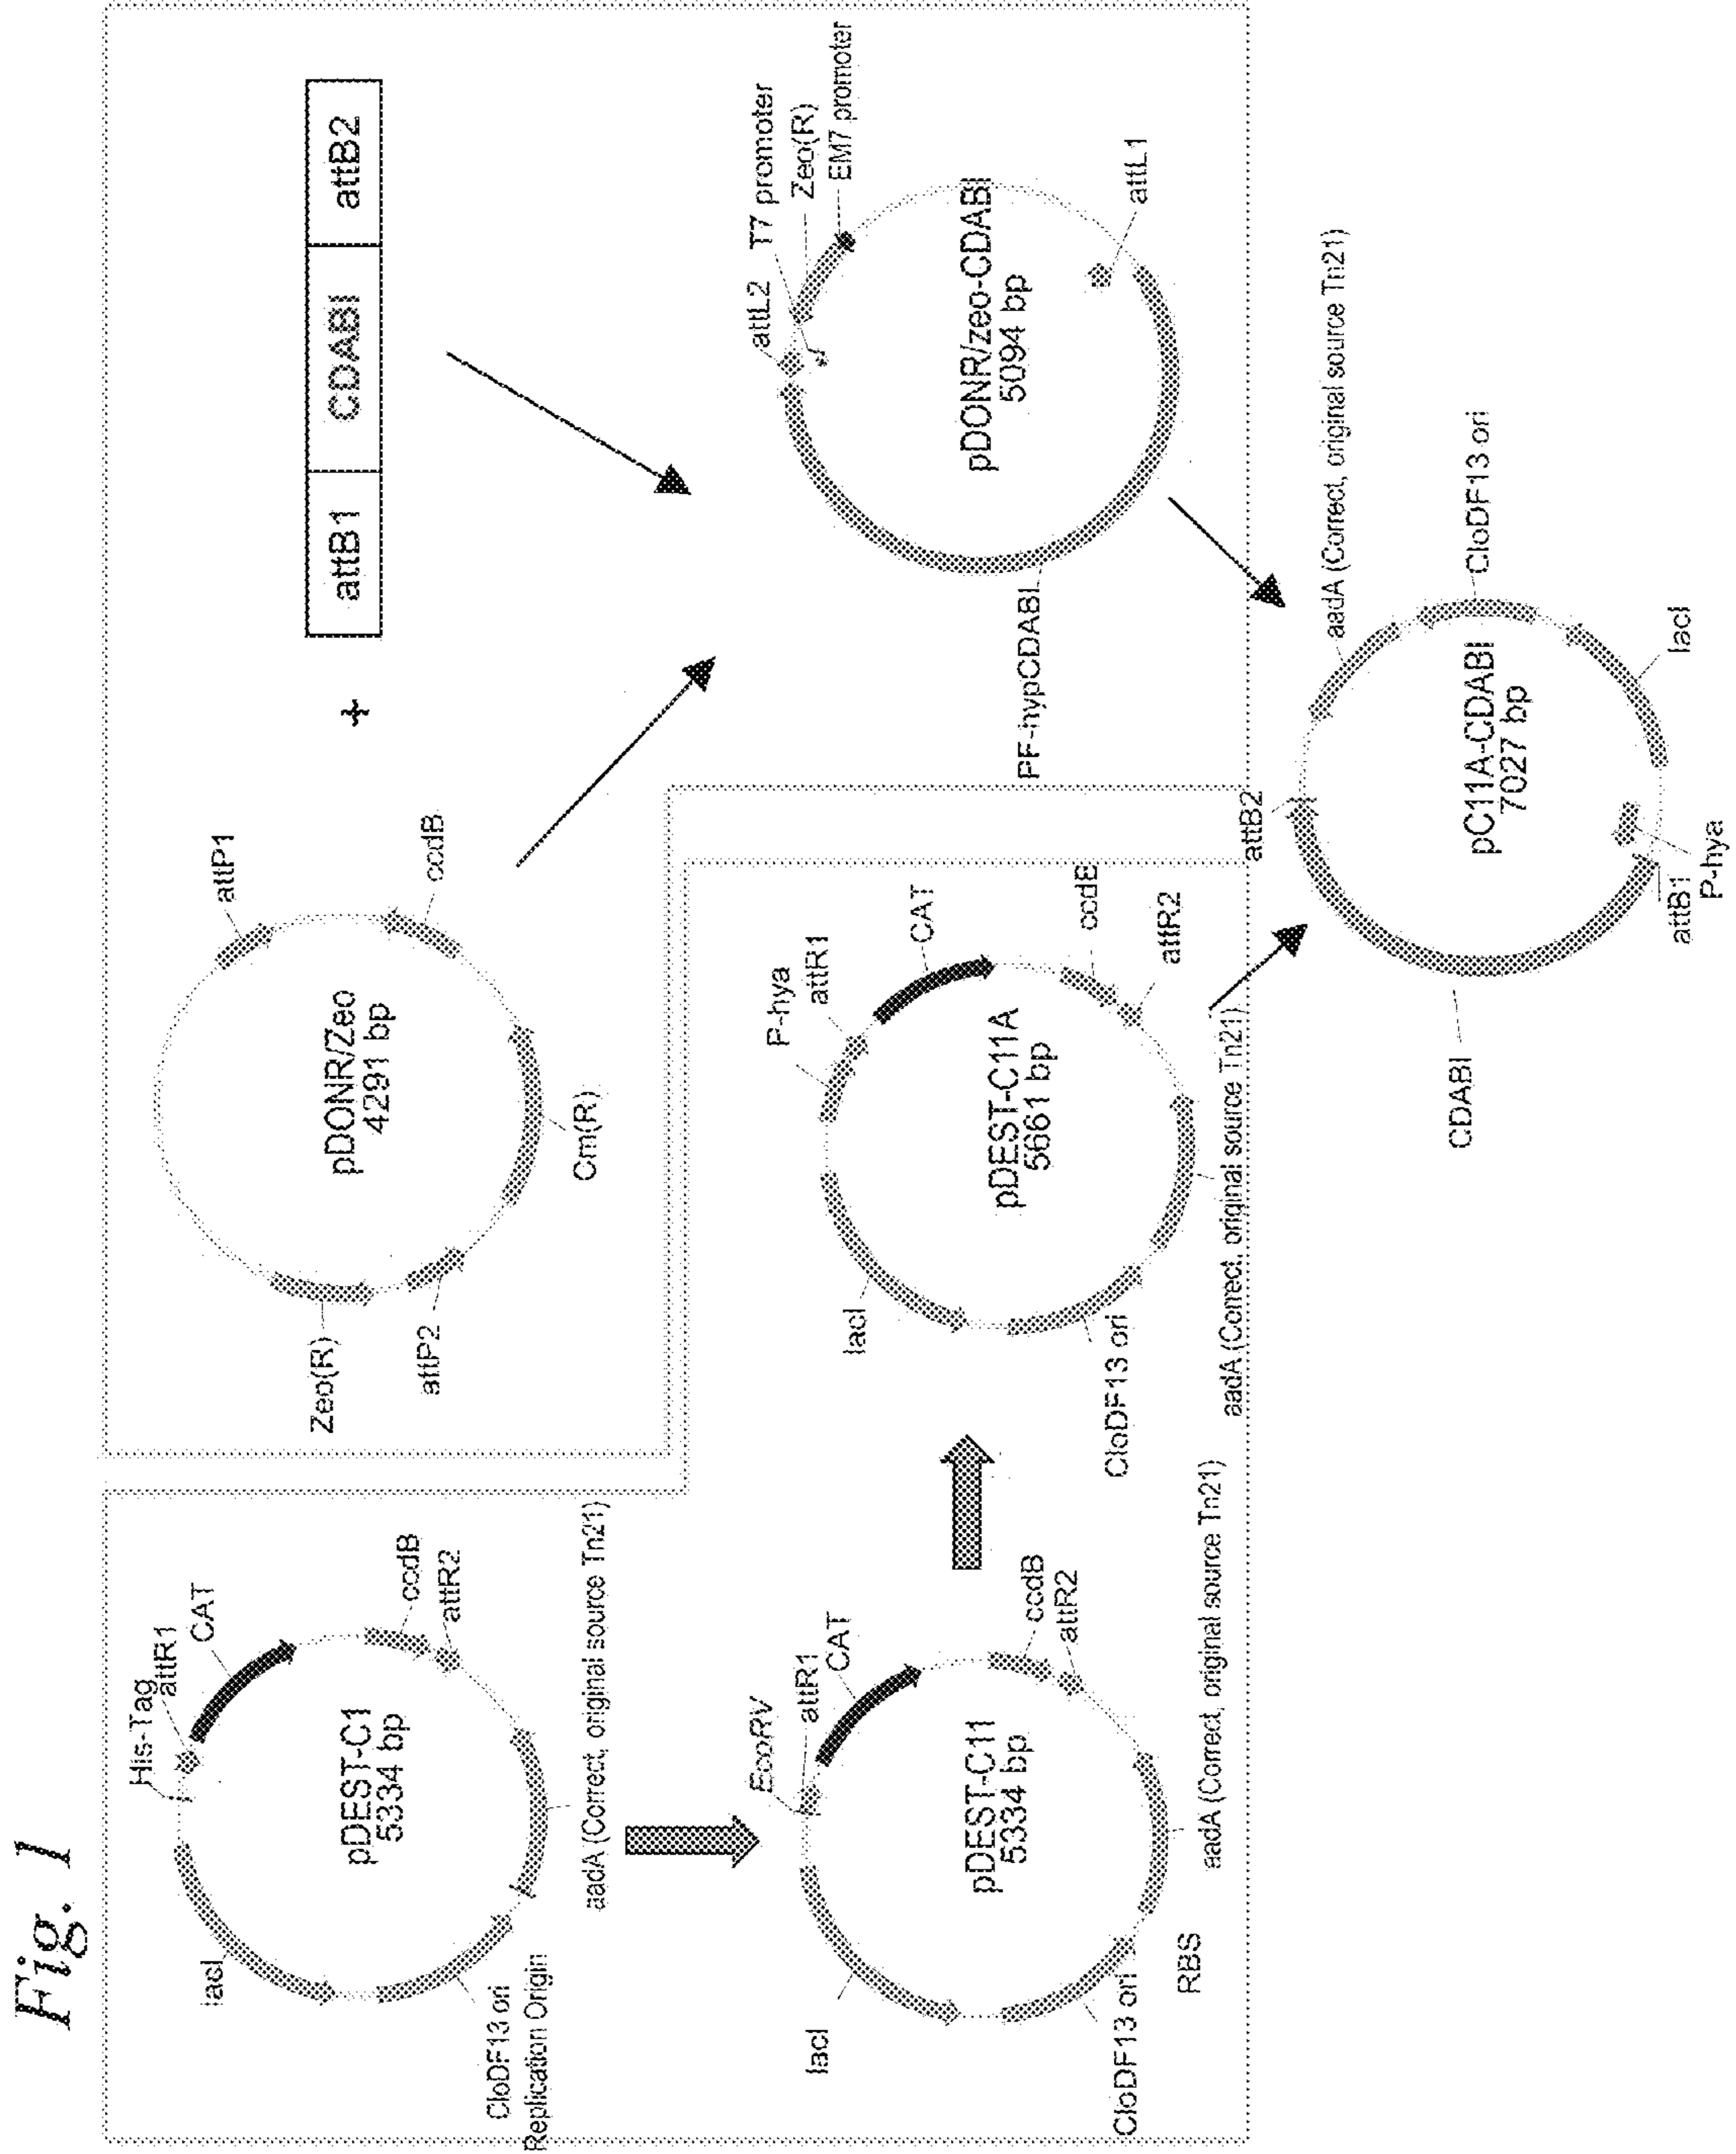 Fig. 1
His-Tag
attR1
CAT
ccdB
attR2
pDEST-C1
5334 bp
lacI
CloDF13 ori
Replication Origin
aadA (Correct, original source Tn21)
EcoRV
attR1
CAT
ccdB
attR2
pDEST-C11
5334 bp
lacI
CloDF13 ori
RBS
aadA (Correct, original source Tn21)
P-hya
attR1
CAT
ccdB
attR2
pDEST-C11A
5661 bp
lacI
CloDF13 ori
aadA (Correct, original source Tn21)
attP1
ccdB
pDONR/Zeo
4291 bp
Zeo(R)
attP2
Cm(R)
+
attB1 CDABI attB2
attL2
T7 promoter
Zeo(R)
EM7 promoter
pDONR/zeo-CDABI
5094 bp
attL1
PF-hypCDABI
attB2
aadA (Correct, original source Tn21)
CloDF13 ori
pC11A-CDABI
7027 bp
lacI
P-hya
attB1
CDABI